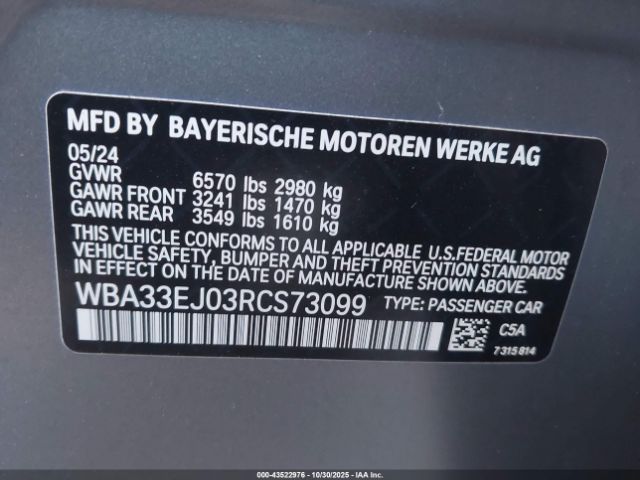 MFD BY BAYERISCHE MOTOREN WERKE AG
05/24
GVWR 6570 lbs 2980 kg
GAWR FRONT 3241 lbs 1470 kg
GAWR REAR 3549 lbs 1610 kg
THIS VEHICLE CONFORMS TO ALL APPLICABLE U.S.FEDERAL MOTOR
VEHICLE SAFETY, BUMPER AND THEFT PREVENTION STANDARDS
IN EFFECT ON THE DATE OF MANUFACTURE SHOWN ABOVE.
WBA33EJ03RCS73099 TYPE: PASSENGER CAR
C5A
7315814
000-43522976 • 10/30/2025 • IAA Inc.